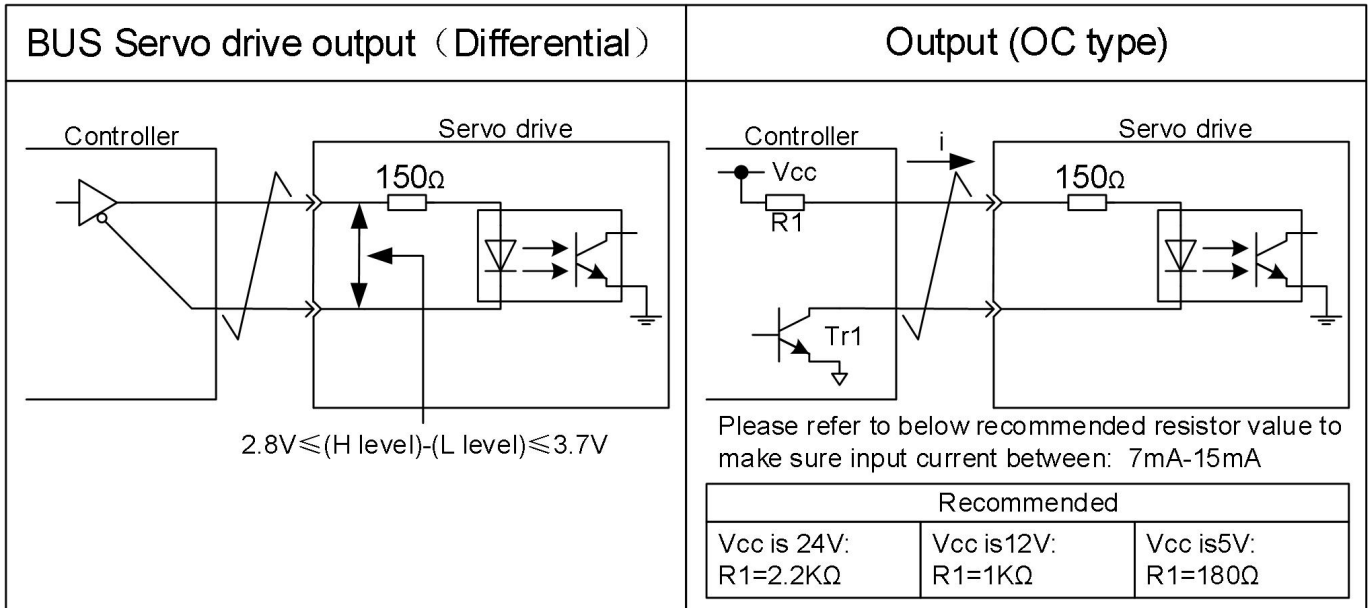 BUS Servo drive output（Differential）
Controller
Servo drive
150Ω
2.8V≤(H level)-(L level)≤3.7V
Output (OC type)
Controller
i
Servo drive
Vcc
R1
150Ω
Tr1
Please refer to below recommended resistor value to
make sure input current between: 7mA-15mA
Recommended
Vcc is 24V:
R1=2.2KΩ
Vcc is12V:
R1=1KΩ
Vcc is5V:
R1=180Ω